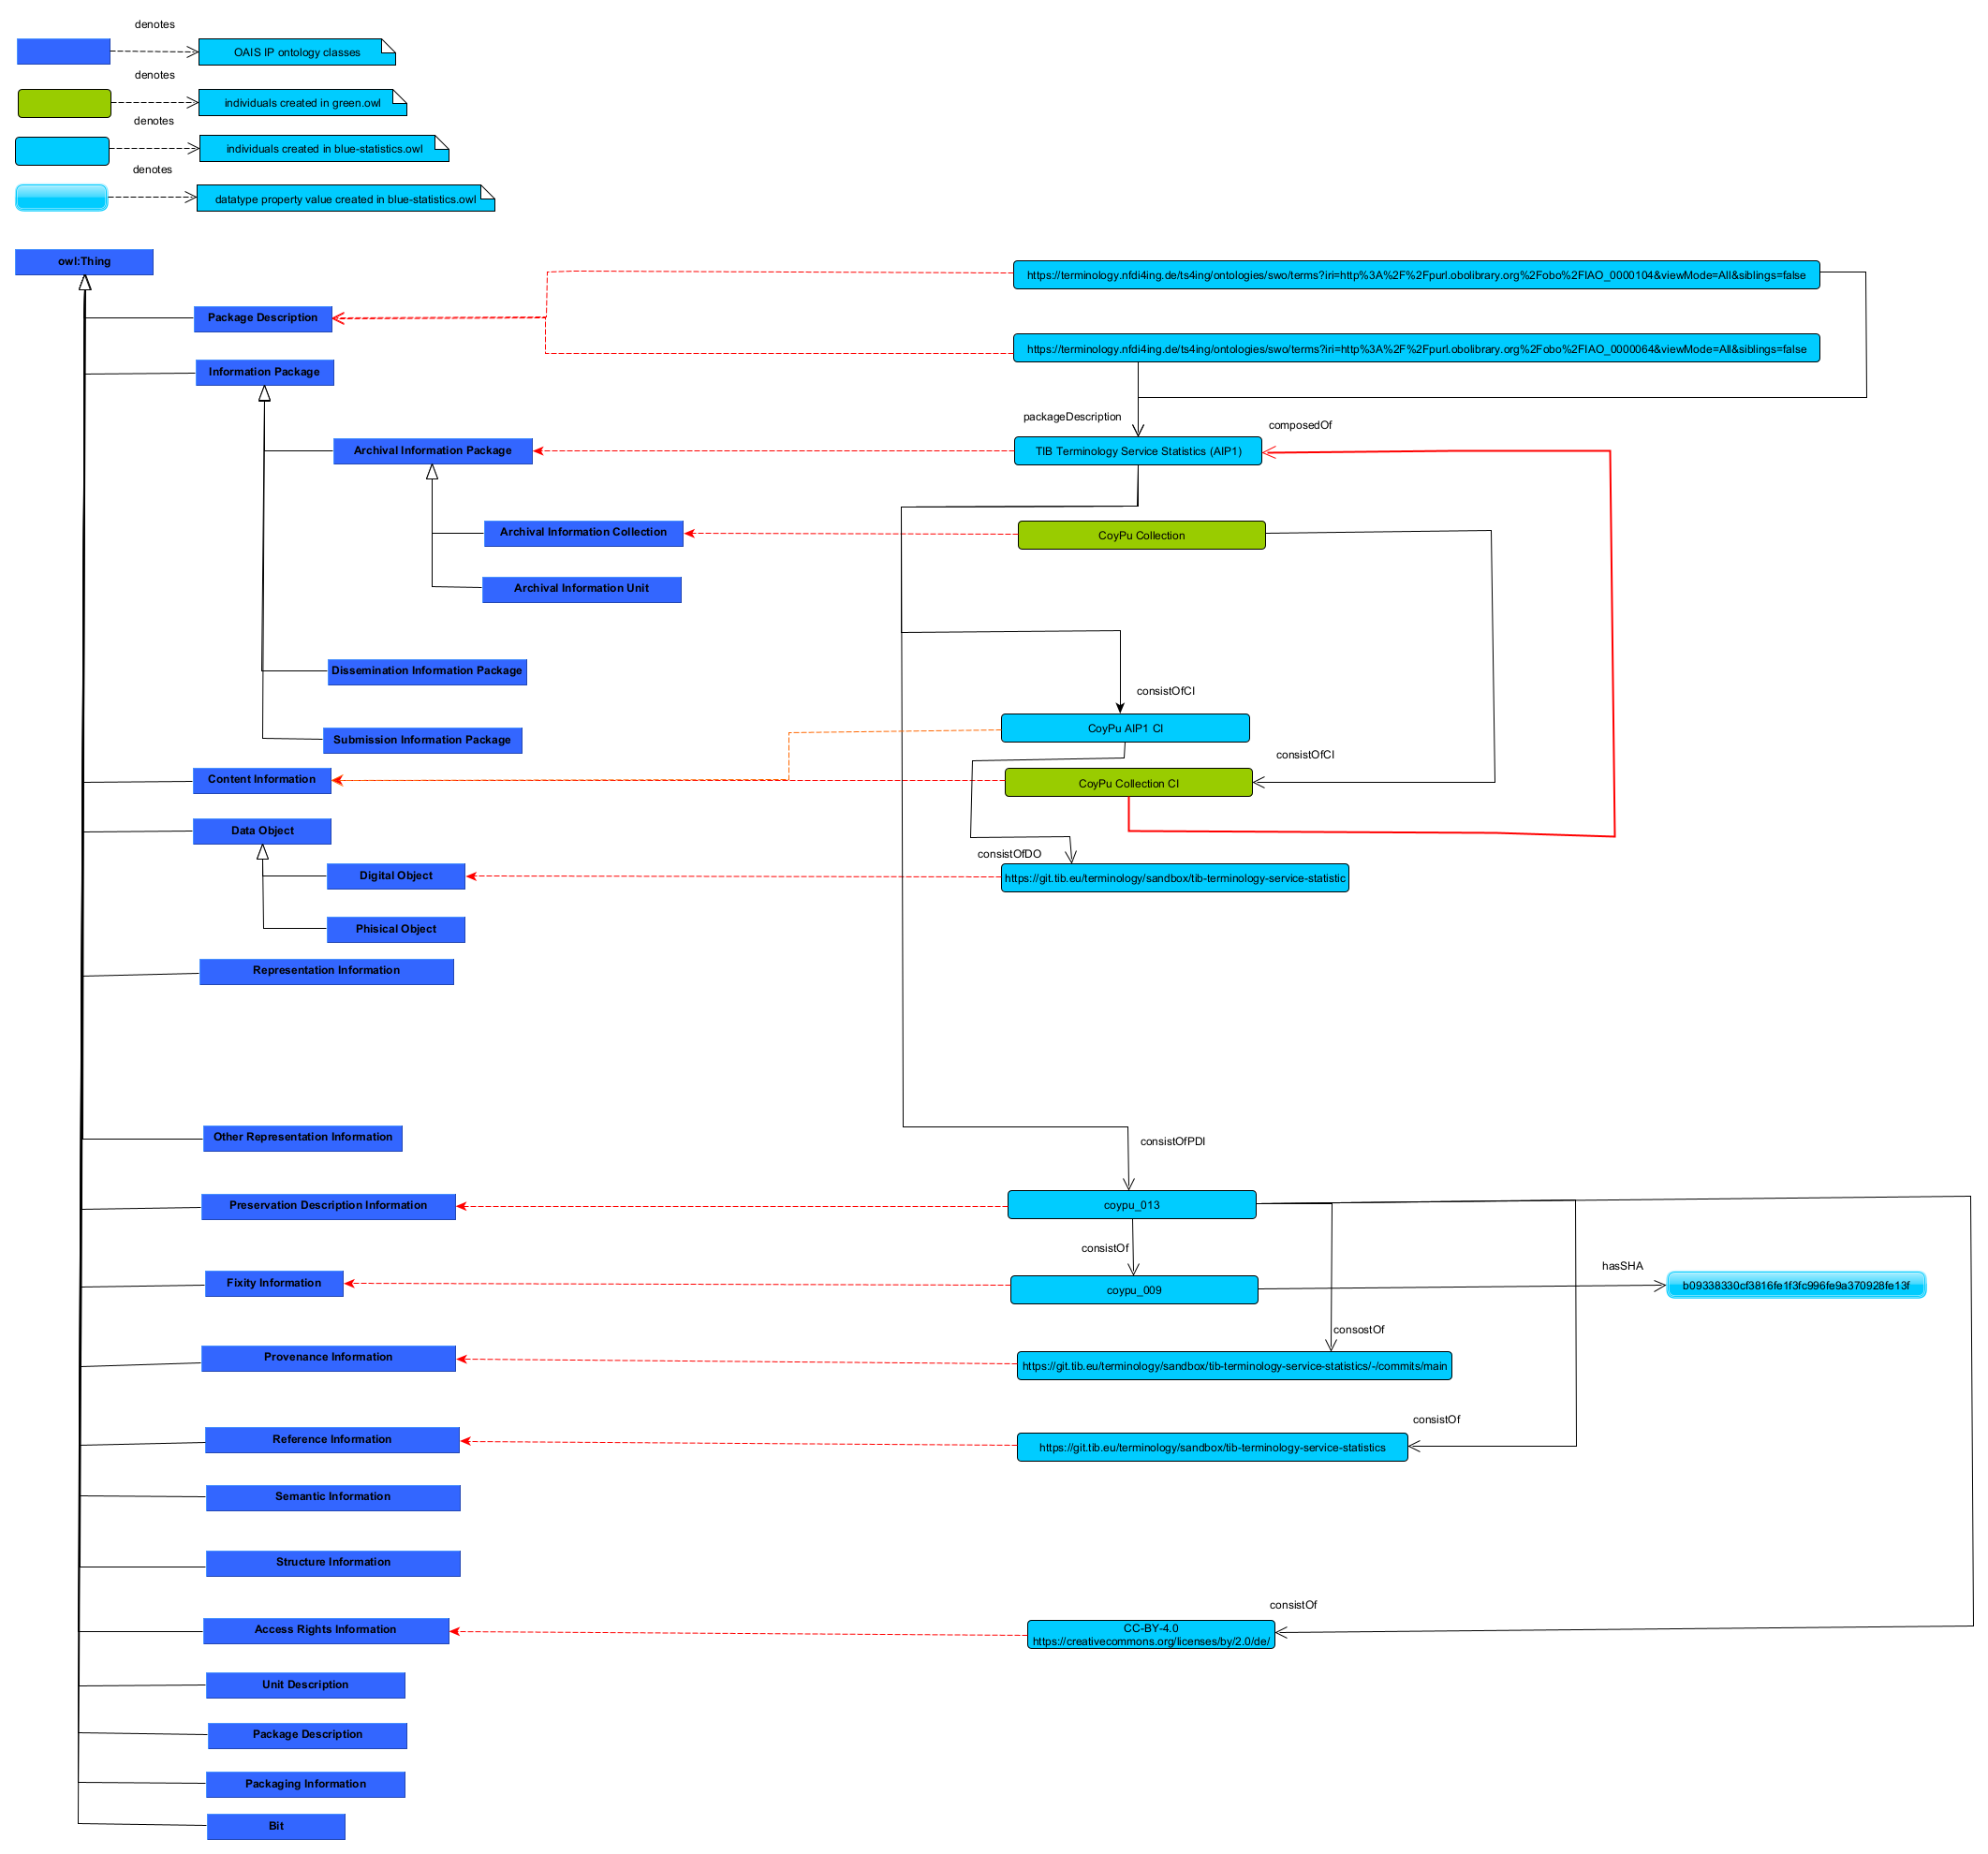 denotes
OAIS IP ontology classes
denotes
individuals created in green.owl
denotes
individuals created in blue-statistics.owl
denotes
datatype property value created in blue-statistics.owl
owl:Thing
https://terminology.nfdi4ing.de/ts4ing/ontologies/swo/terms?iri=http%3A%2F%2Fpurl.obolibrary.org%2Fobo%2FIAO_0000104&viewMode=All&siblings=false
Package Description
https://terminology.nfdi4ing.de/ts4ing/ontologies/swo/terms?iri=http%3A%2F%2Fpurl.obolibrary.org%2Fobo%2FIAO_0000064&viewMode=All&siblings=false
Information Package
packageDescription
composedOf
Archival Information Package
TIB Terminology Service Statistics (AIP1)
Archival Information Collection
CoyPu Collection
Archival Information Unit
Dissemination Information Package
consistOfCI
CoyPu AIP1 CI
Submission Information Package
consistOfCI
Content Information
CoyPu Collection CI
Data Object
consistOfDO
Digital Object
https://git.tib.eu/terminology/sandbox/tib-terminology-service-statistic
Phisical Object
Representation Information
Other Representation Information
consistOfPDI
Preservation Description Information
coypu_013
consistOf
hasSHA
Fixity Information
coypu_009
b09338330cf3816fe1f3fc996fe9a370928fe13f
consostOf
Provenance Information
https://git.tib.eu/terminology/sandbox/tib-terminology-service-statistics/-/commits/main
consistOf
Reference Information
https://git.tib.eu/terminology/sandbox/tib-terminology-service-statistics
Semantic Information
Structure Information
consistOf
Access Rights Information
CC-BY-4.0
https://creativecommons.org/licenses/by/2.0/de/
Unit Description
Package Description
Packaging Information
Bit